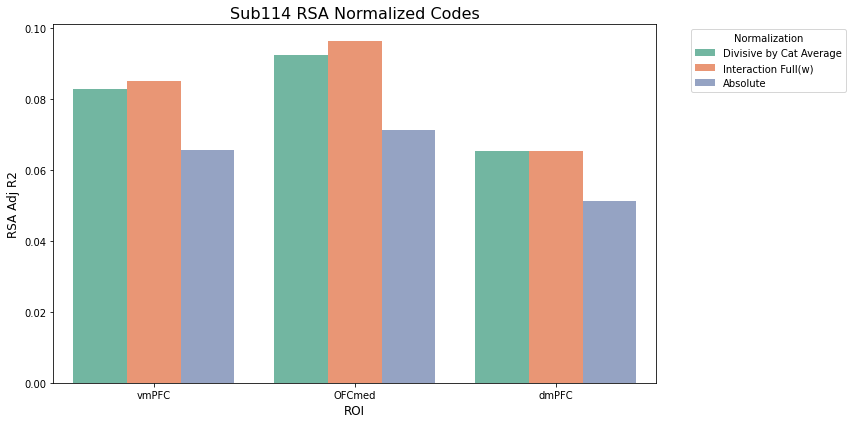 Sub114 RSA Normalized Codes
Normalization
Divisive by Cat Average
Interaction Full(w)
Absolute
RSA Adj R2
0.10
0.08
0.06
0.04
0.02
0.00
vmPFC OFCmed dmPFC
ROI